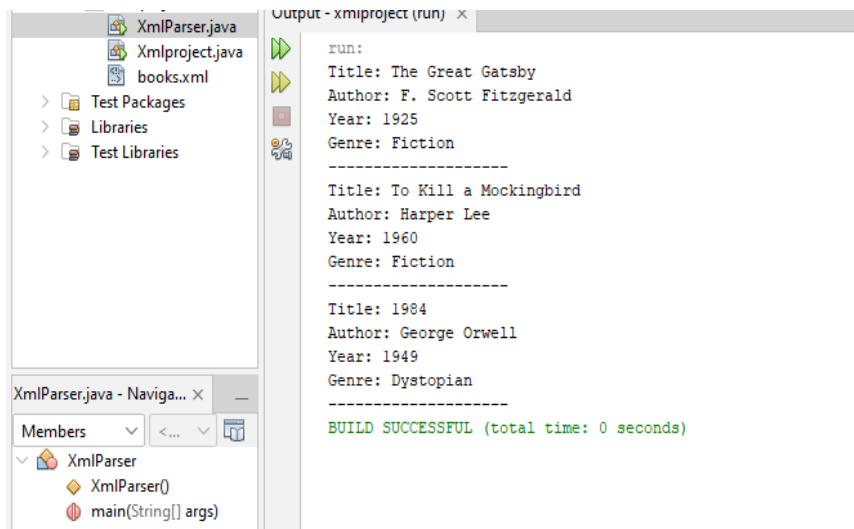 XmlParser.java
Xmlproject.java
books.xml
Test Packages
Libraries
Test Libraries
XmlParser.java - Naviga...
Members
<...
XmlParser
XmlParser()
main(String[] args)
Output - xmlproject (run)
run:
Title: The Great Gatsby
Author: F. Scott Fitzgerald
Year: 1925
Genre: Fiction
--------------------
Title: To Kill a Mockingbird
Author: Harper Lee
Year: 1960
Genre: Fiction
--------------------
Title: 1984
Author: George Orwell
Year: 1949
Genre: Dystopian
--------------------
BUILD SUCCESSFUL (total time: 0 seconds)